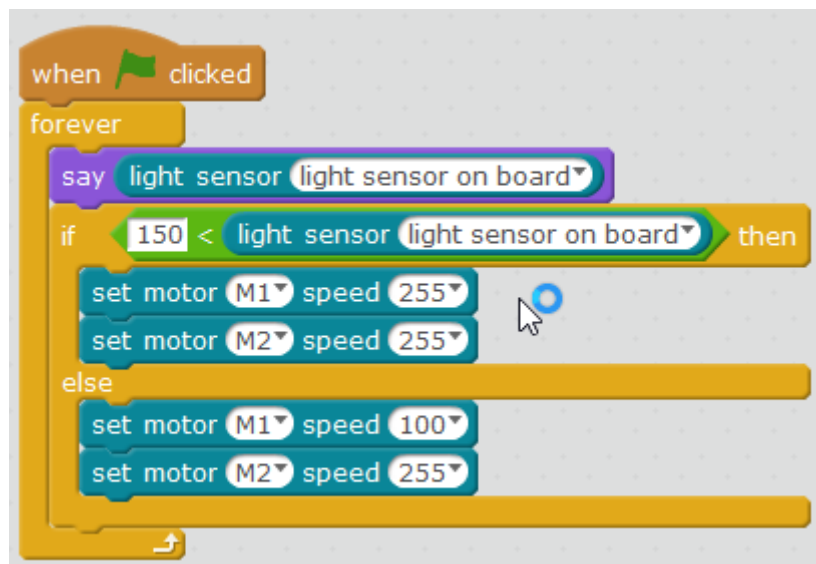 when clicked
forever
say light sensor light sensor on board
if 150 < light sensor light sensor on board then
set motor M1 speed 255
set motor M2 speed 255
else
set motor M1 speed 100
set motor M2 speed 255